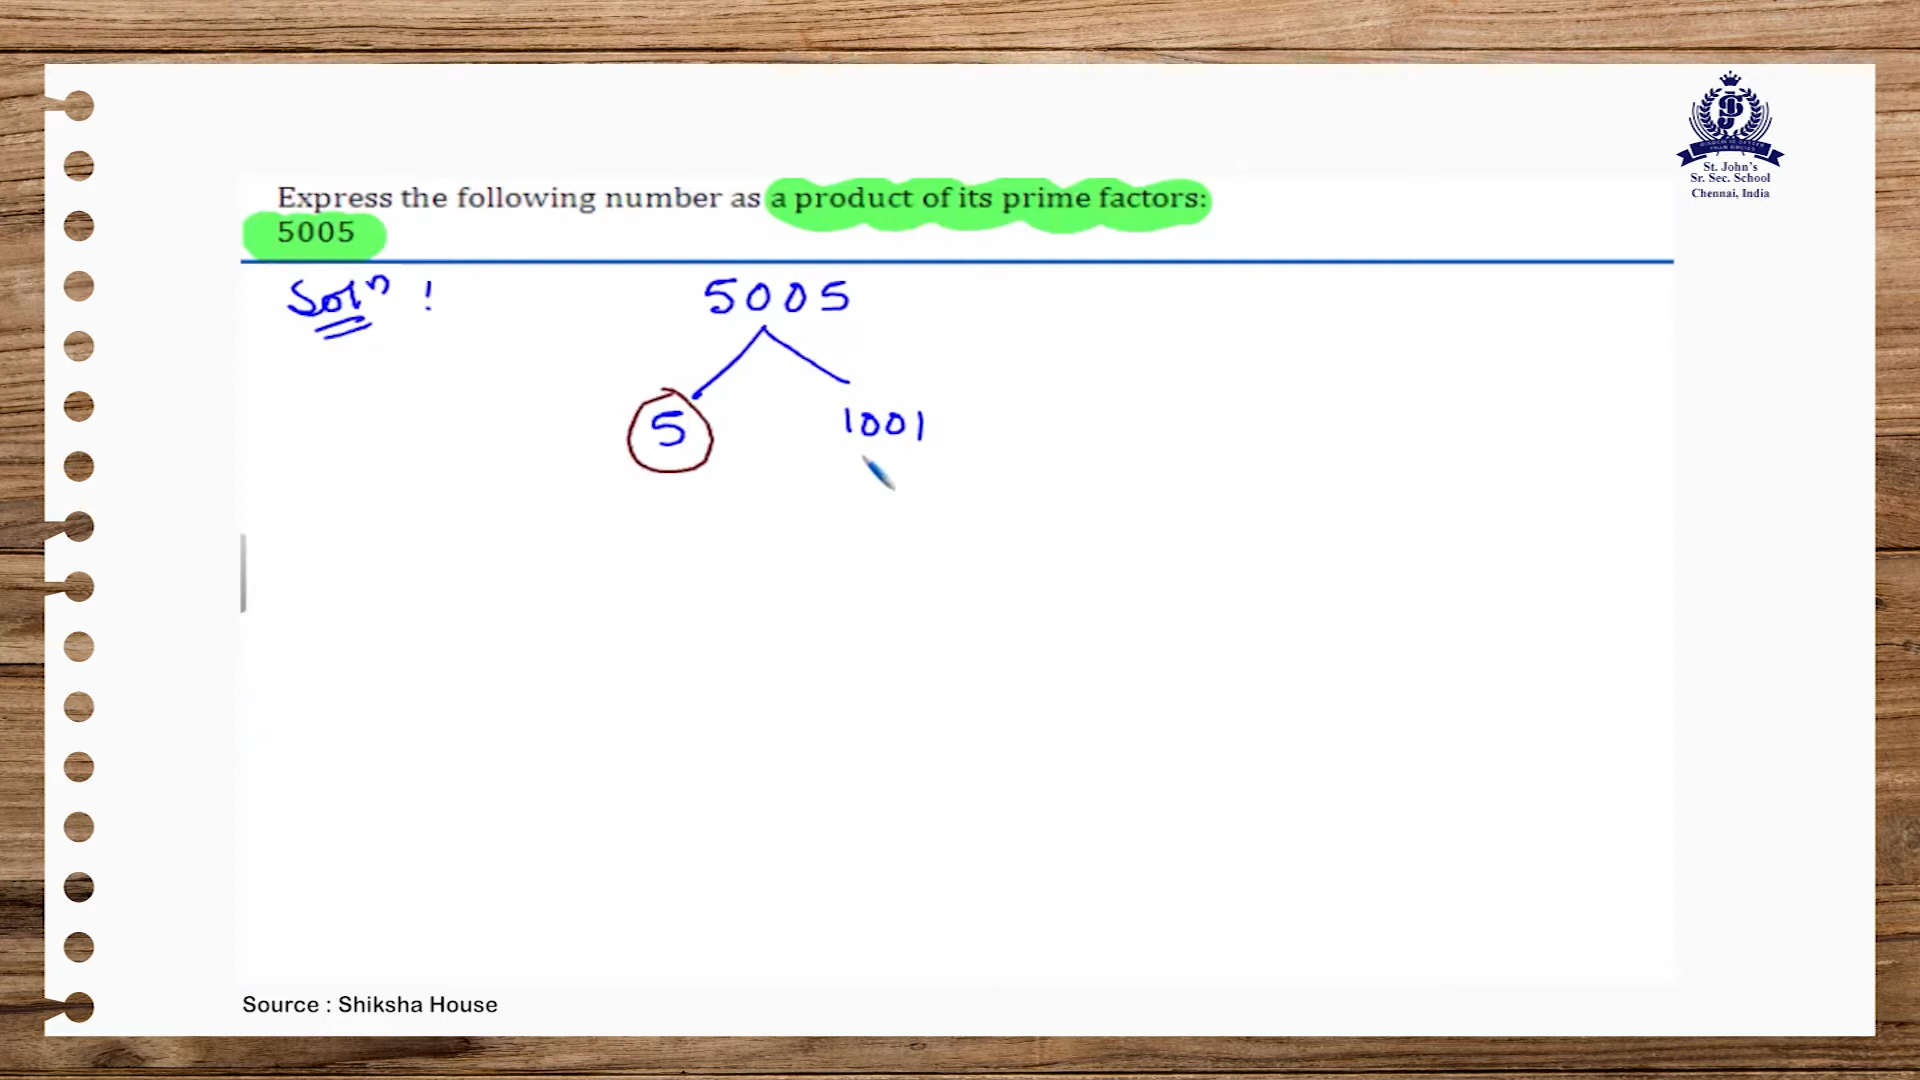 St. John's
Sr. Sec. School
Chennai, India
Express the following number as a product of its prime factors:
5005
Soln :
5005
5 1001
Source : Shiksha House